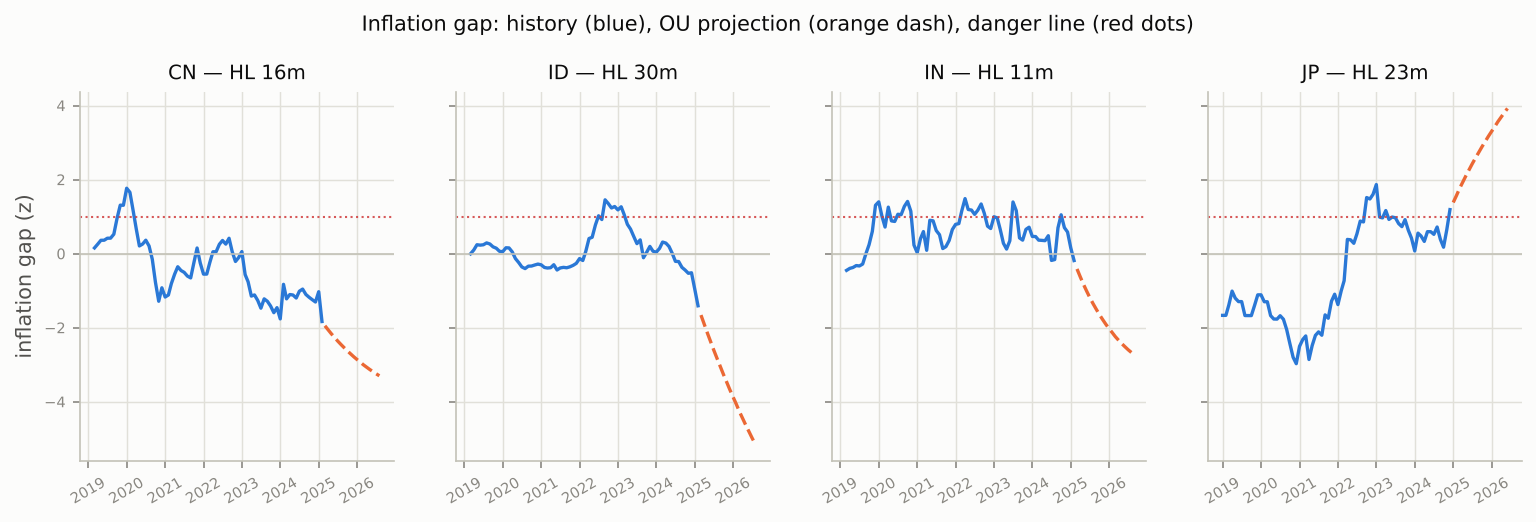 Inflation gap: history (blue), OU projection (orange dash), danger line (red dots)
CN — HL 16m
ID — HL 30m
IN — HL 11m
JP — HL 23m
inflation gap (z)
4
2
0
−2
−4
2019 2020 2021 2022 2023 2024 2025 2026
2019 2020 2021 2022 2023 2024 2025 2026
2019 2020 2021 2022 2023 2024 2025 2026
2019 2020 2021 2022 2023 2024 2025 2026